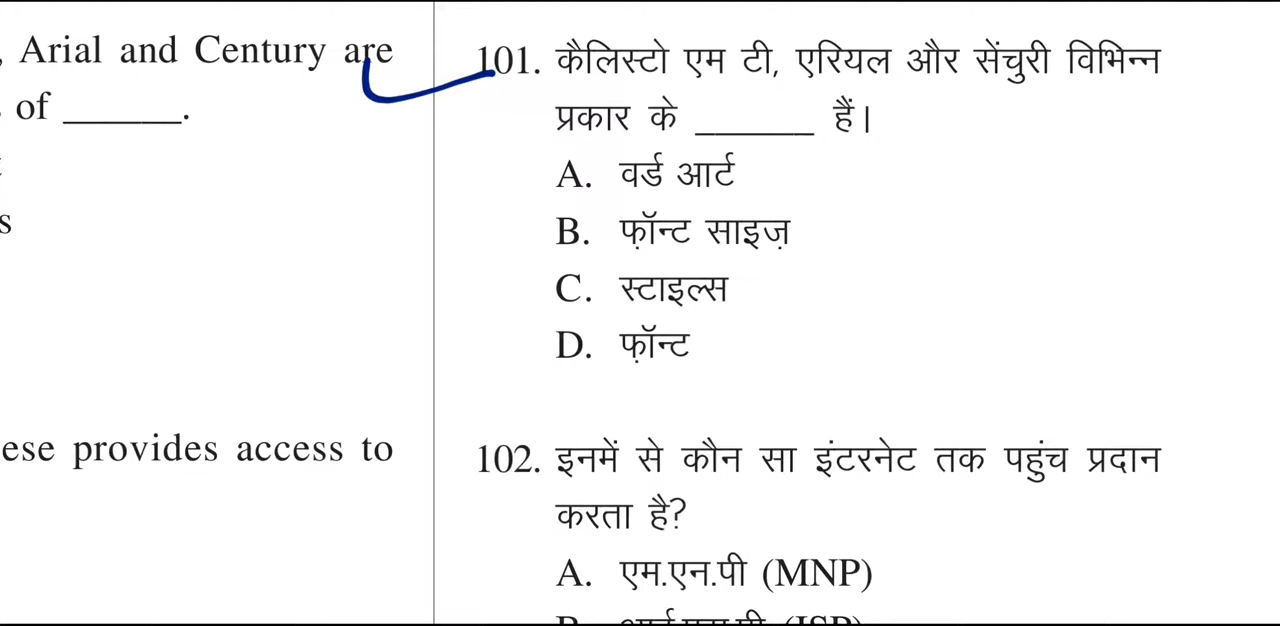 , Arial and Century are
of ______.
s
ese provides access to
101. कैलिस्टो एम टी, एरियल और सेंचुरी विभिन्न
प्रकार के ______ हैं।
A. वर्ड आर्ट
B. फ़ॉन्ट साइज़
C. स्टाइल्स
D. फ़ॉन्ट
102. इनमें से कौन सा इंटरनेट तक पहुंच प्रदान
करता है?
A. एम.एन.पी (MNP)